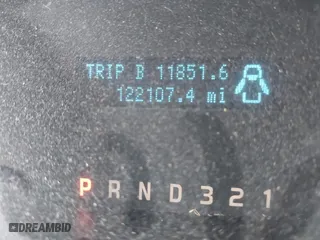 TRIP B 11851.6
122107.4 mi
P R N D 3 2 1
DREAMBID